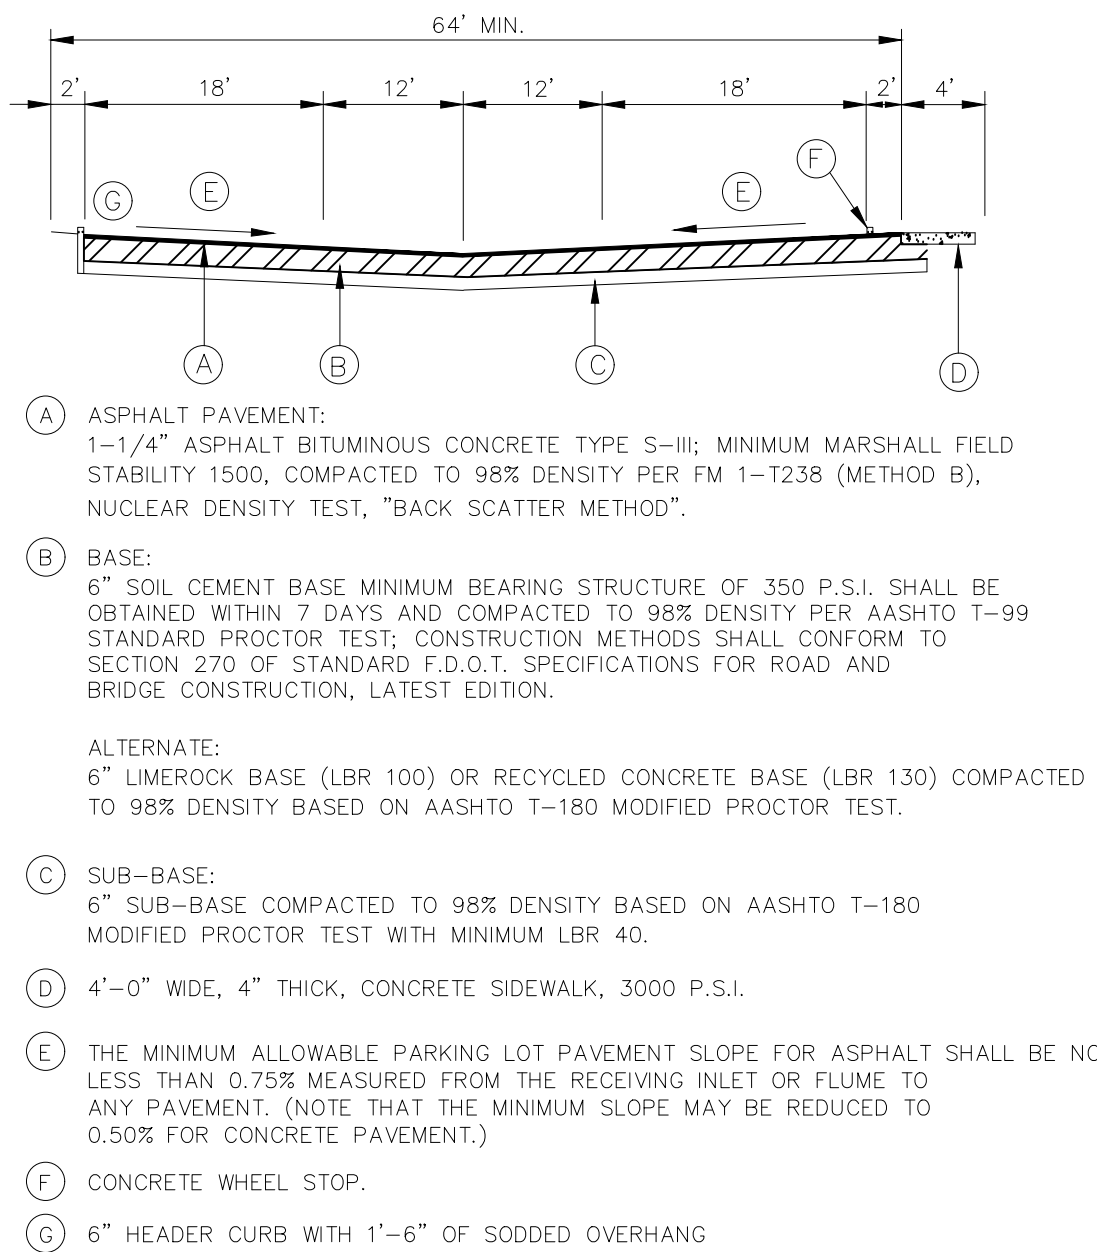 64' MIN.
2' 18' 12' 12' 18' 2' 4'
F
G E E
A B C D
A ASPHALT PAVEMENT:
1-1/4" ASPHALT BITUMINOUS CONCRETE TYPE S-III; MINIMUM MARSHALL FIELD
STABILITY 1500, COMPACTED TO 98% DENSITY PER FM 1-T238 (METHOD B),
NUCLEAR DENSITY TEST, "BACK SCATTER METHOD".
B BASE:
6" SOIL CEMENT BASE MINIMUM BEARING STRUCTURE OF 350 P.S.I. SHALL BE
OBTAINED WITHIN 7 DAYS AND COMPACTED TO 98% DENSITY PER AASHTO T-99
STANDARD PROCTOR TEST; CONSTRUCTION METHODS SHALL CONFORM TO
SECTION 270 OF STANDARD F.D.O.T. SPECIFICATIONS FOR ROAD AND
BRIDGE CONSTRUCTION, LATEST EDITION.
ALTERNATE:
6" LIMEROCK BASE (LBR 100) OR RECYCLED CONCRETE BASE (LBR 130) COMPACTED
TO 98% DENSITY BASED ON AASHTO T-180 MODIFIED PROCTOR TEST.
C SUB-BASE:
6" SUB-BASE COMPACTED TO 98% DENSITY BASED ON AASHTO T-180
MODIFIED PROCTOR TEST WITH MINIMUM LBR 40.
D 4'-0" WIDE, 4" THICK, CONCRETE SIDEWALK, 3000 P.S.I.
E THE MINIMUM ALLOWABLE PARKING LOT PAVEMENT SLOPE FOR ASPHALT SHALL BE
LESS THAN 0.75% MEASURED FROM THE RECEIVING INLET OR FLUME TO
ANY PAVEMENT. (NOTE THAT THE MINIMUM SLOPE MAY BE REDUCED TO
0.50% FOR CONCRETE PAVEMENT.)
F CONCRETE WHEEL STOP.
G 6" HEADER CURB WITH 1'-6" OF SODDED OVERHANG